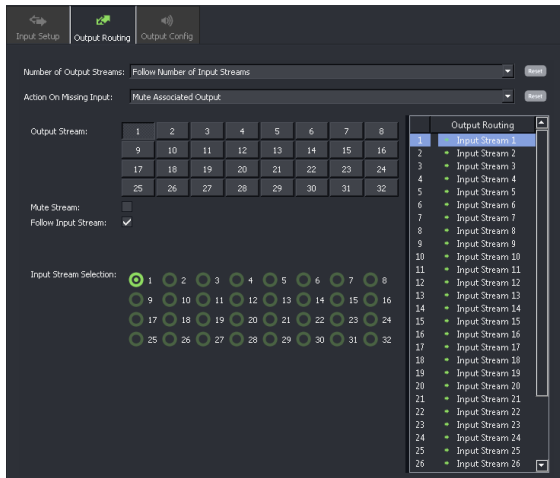 Input Setup Output Routing Output Config
Number of Output Streams: Follow Number of Input Streams Reset
Action On Missing Input: Mute Associated Output Reset
Output Stream: 1 2 3 4 5 6 7 8
9 10 11 12 13 14 15 16
17 18 19 20 21 22 23 24
25 26 27 28 29 30 31 32
Mute Stream:
Follow Input Stream:
Input Stream Selection: 1 2 3 4 5 6 7 8
9 10 11 12 13 14 15 16
17 18 19 20 21 22 23 24
25 26 27 28 29 30 31 32
Output Routing
1 Input Stream 1
2 Input Stream 2
3 Input Stream 3
4 Input Stream 4
5 Input Stream 5
6 Input Stream 6
7 Input Stream 7
8 Input Stream 8
9 Input Stream 9
10 Input Stream 10
11 Input Stream 11
12 Input Stream 12
13 Input Stream 13
14 Input Stream 14
15 Input Stream 15
16 Input Stream 16
17 Input Stream 17
18 Input Stream 18
19 Input Stream 19
20 Input Stream 20
21 Input Stream 21
22 Input Stream 22
23 Input Stream 23
24 Input Stream 24
25 Input Stream 25
26 Input Stream 26